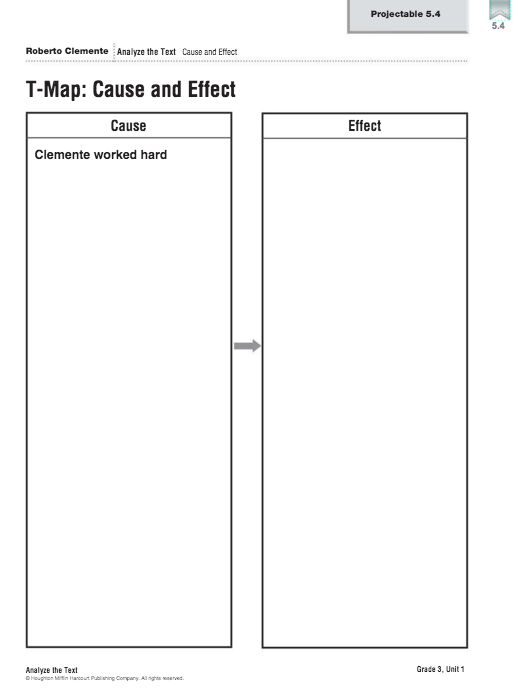 Projectable 5.4
5.4
Roberto Clemente Analyze the Text Cause and Effect
T-Map: Cause and Effect
Cause
Effect
Clemente worked hard
Analyze the Text
Grade 3, Unit 1
© Houghton Mifflin Harcourt Publishing Company. All rights reserved.